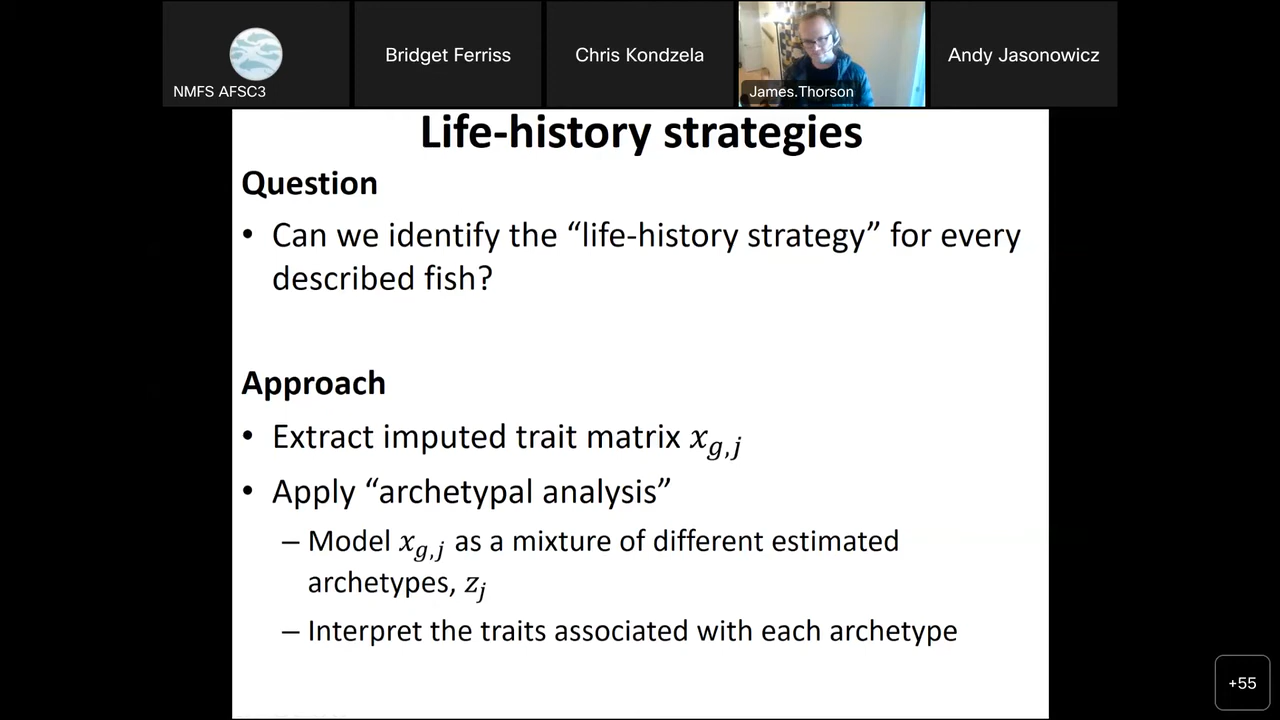 NMFS AFSC3
Bridget Ferriss
Chris Kondzela
James.Thorson
Andy Jasonowicz
Life-history strategies
Question
• Can we identify the “life-history strategy” for every
described fish?
Approach
• Extract imputed trait matrix x_{g,j}
• Apply “archetypal analysis”
– Model x_{g,j} as a mixture of different estimated
archetypes, z_j
– Interpret the traits associated with each archetype
+55